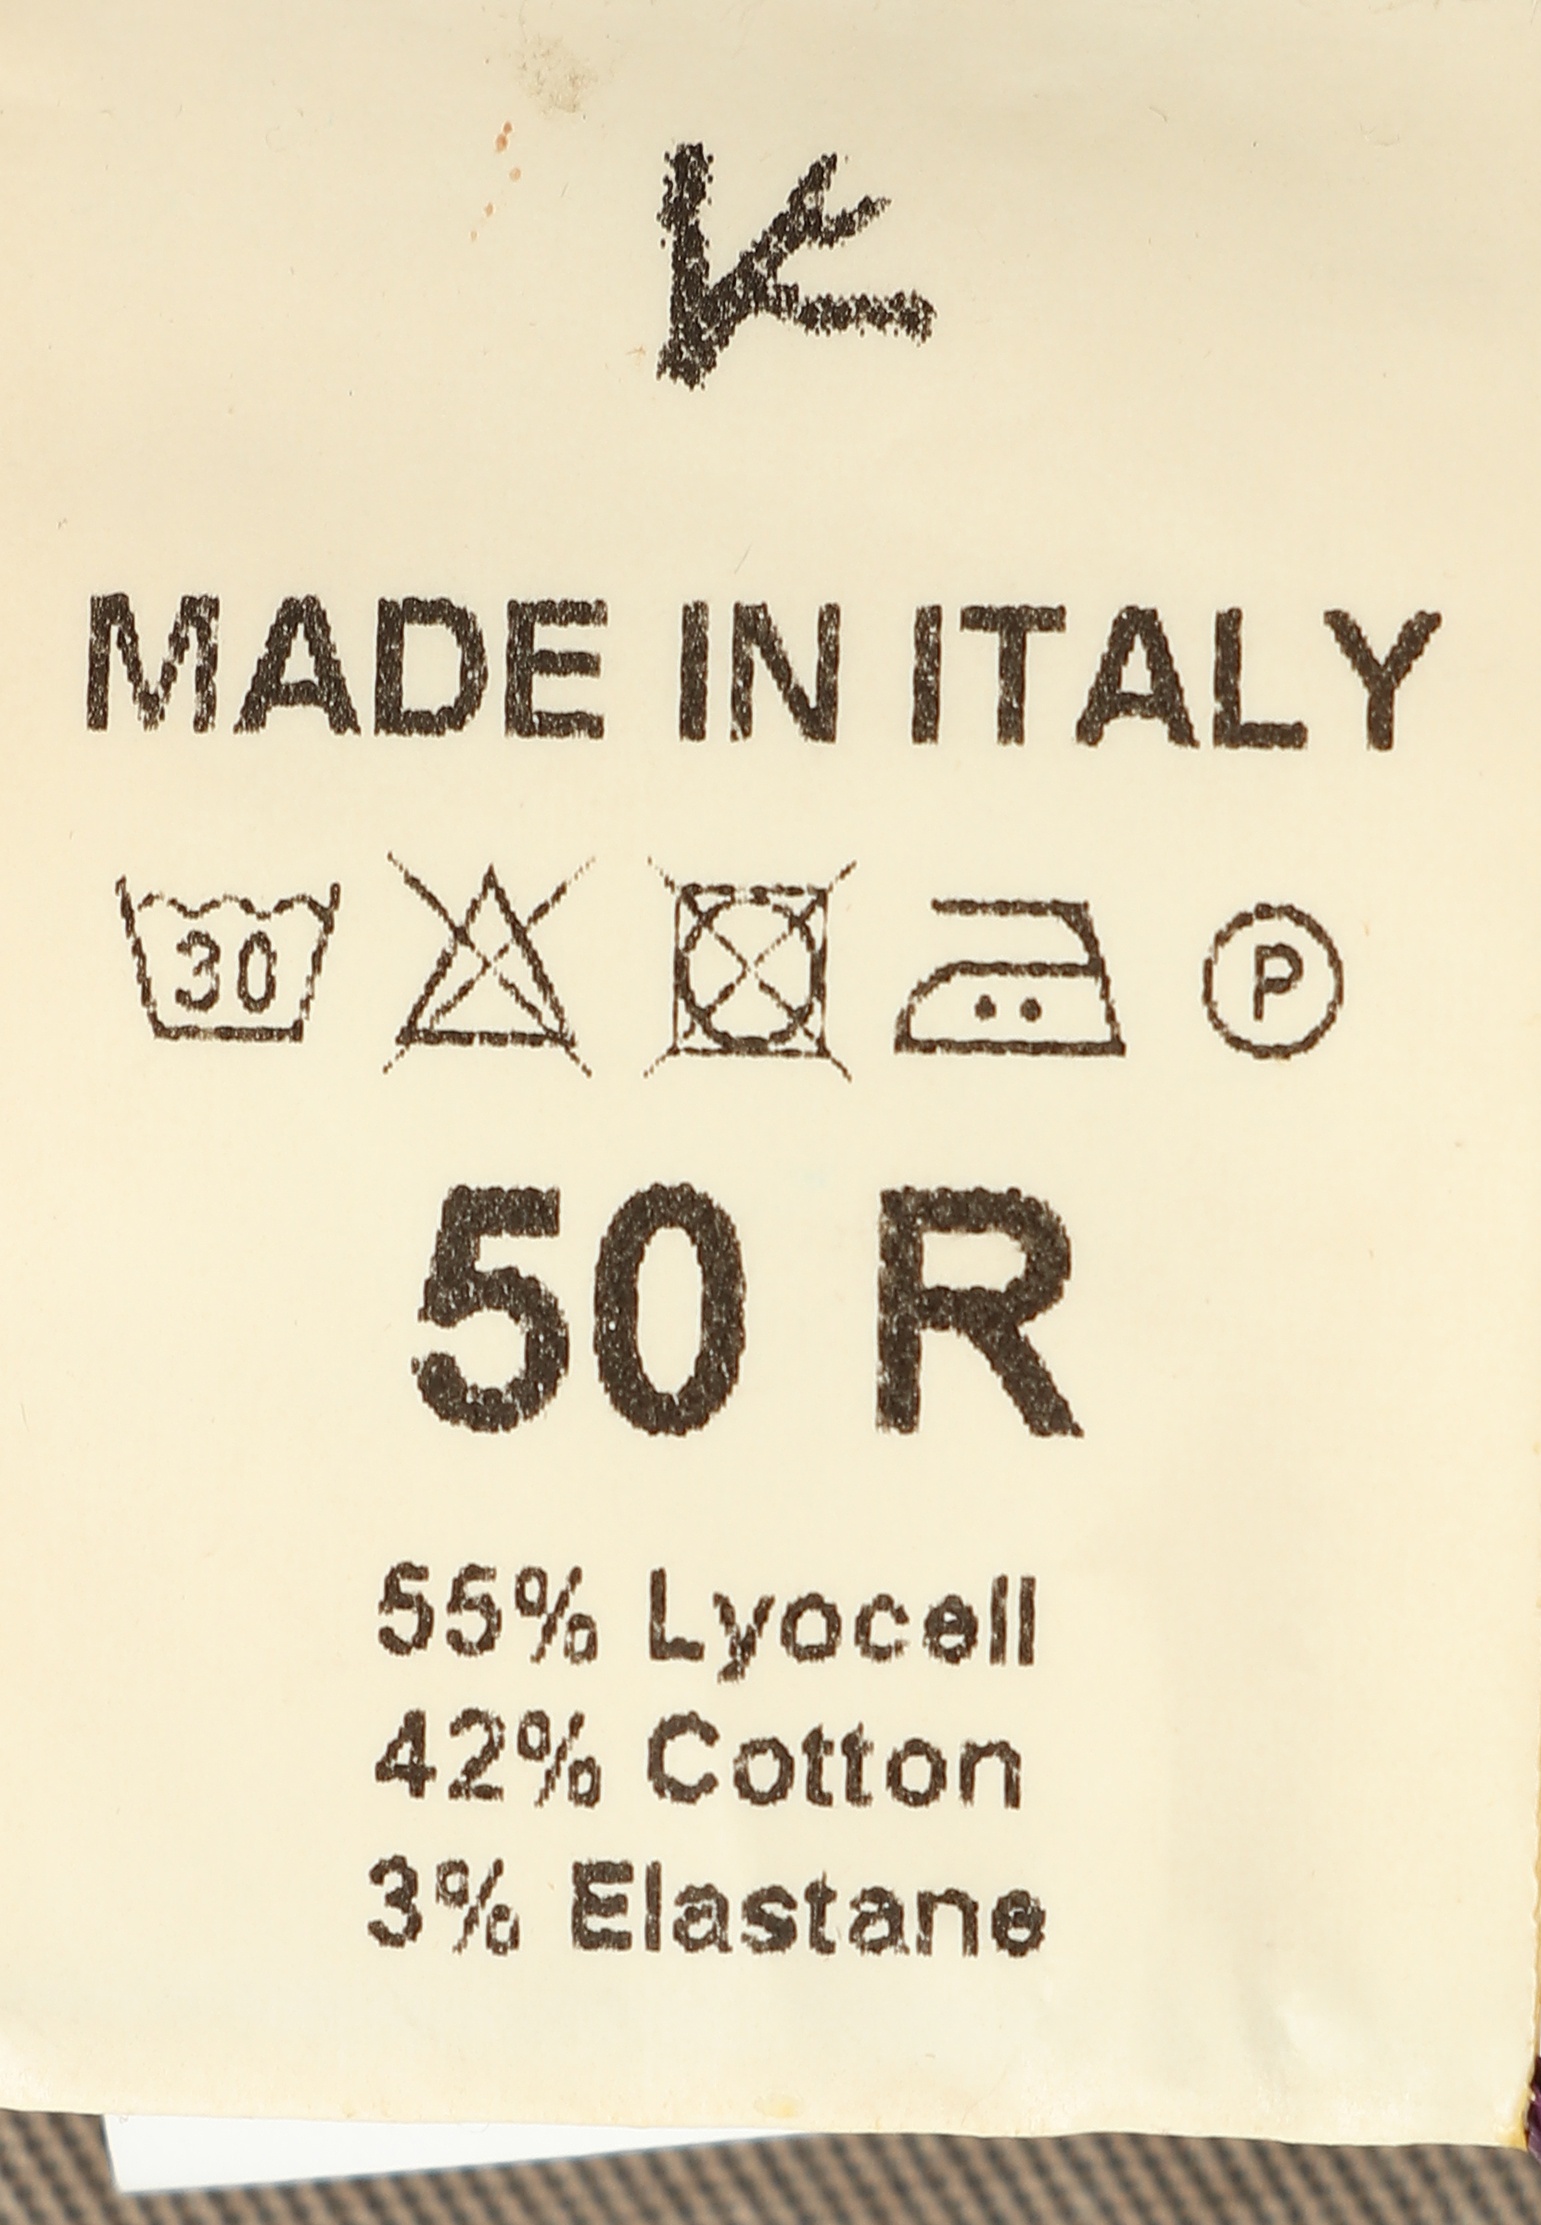 K
MADE IN ITALY
30 P
50 R
55% Lyocell
42% Cotton
3% Elastane